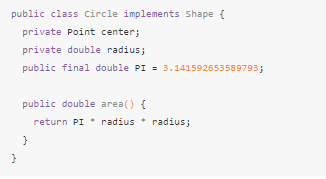 public class Circle implements Shape {
  private Point center;
  private double radius;
  public final double PI = 3.141592653589793;

  public double area() {
    return PI * radius * radius;
  }
}